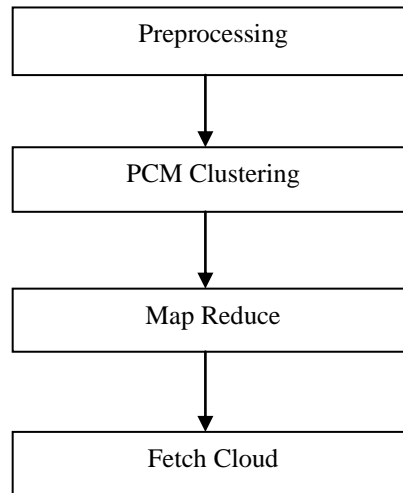 Preprocessing
PCM Clustering
Map Reduce
Fetch Cloud